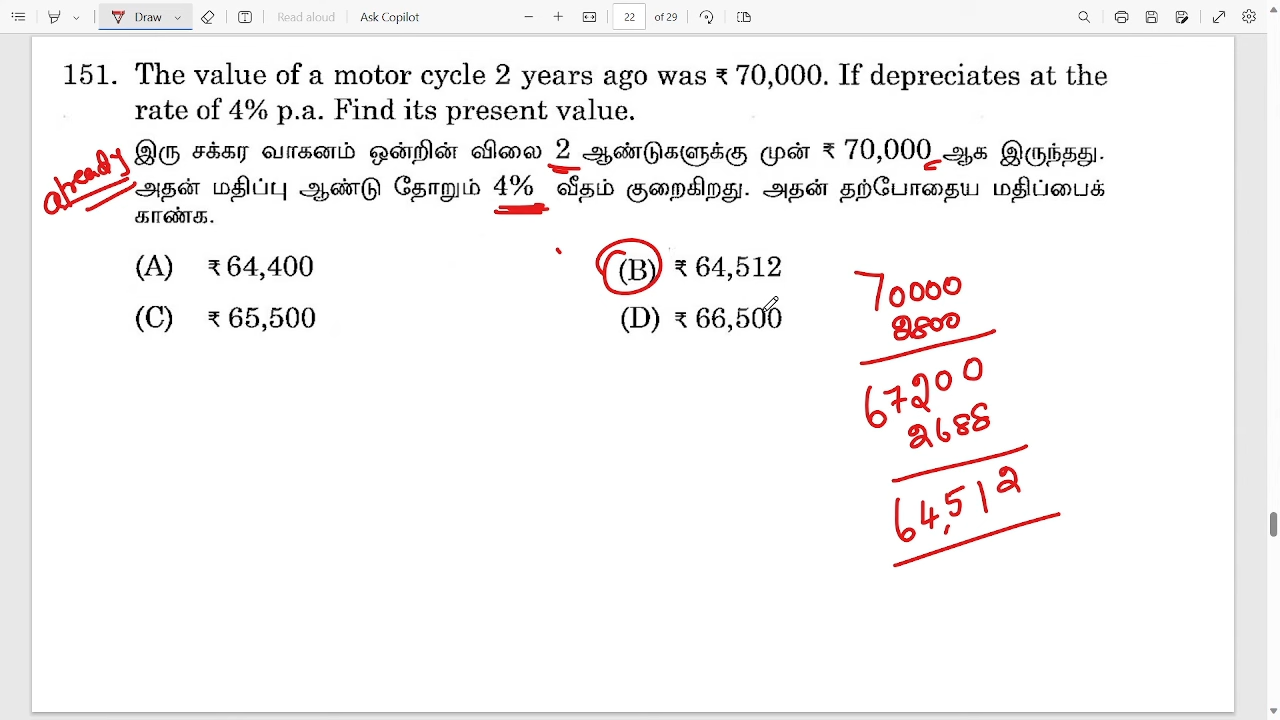 Draw
Read aloud
Ask Copilot
22
of 29
151. The value of a motor cycle 2 years ago was ₹ 70,000. If depreciates at the
rate of 4% p.a. Find its present value.
already
இரு சக்கர வாகனம் ஒன்றின் விலை 2 ஆண்டுகளுக்கு முன் ₹ 70,000 ஆக இருந்தது.
அதன் மதிப்பு ஆண்டு தோறும் 4% வீதம் குறைகிறது. அதன் தற்போதைய மதிப்பைக்
காண்க.
(A) ₹ 64,400
(B) ₹ 64,512
(C) ₹ 65,500
(D) ₹ 66,500
70000
2800
67200
2688
64,512